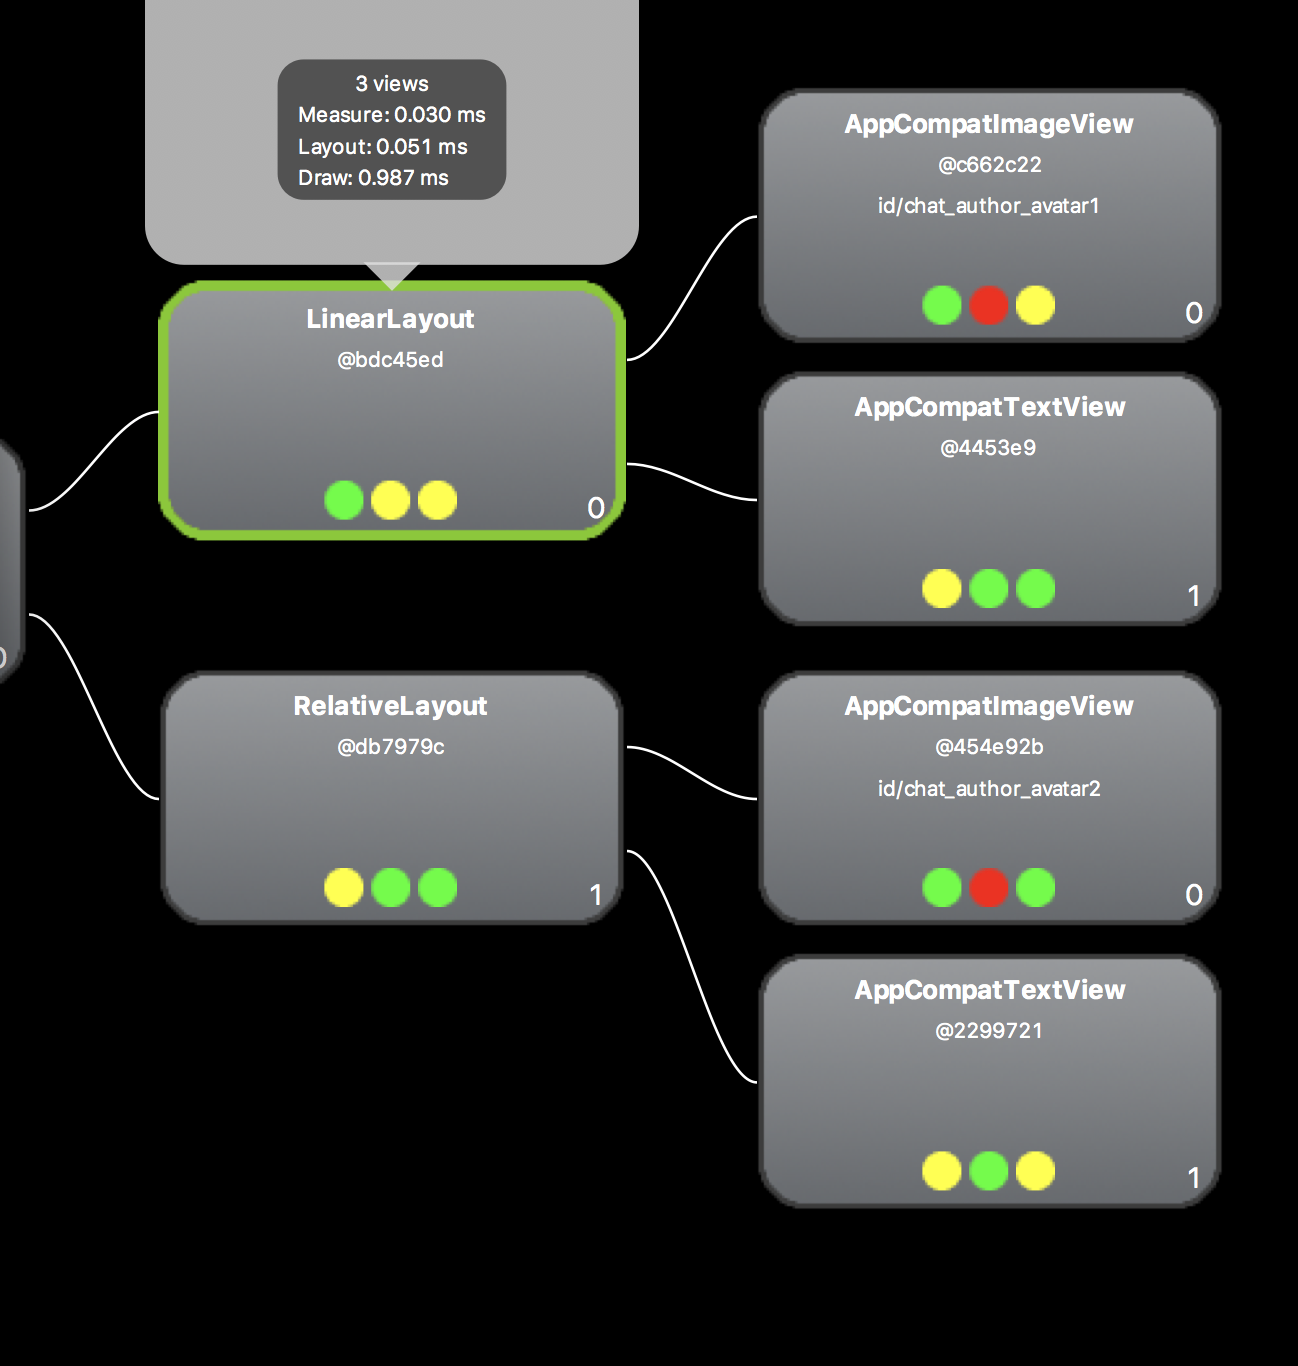 3 views
Measure: 0.030 ms
Layout: 0.051 ms
Draw: 0.987 ms
LinearLayout
@bdc45ed
0
RelativeLayout
@db7979c
1
AppCompatImageView
@c662c22
id/chat_author_avatar1
0
AppCompatTextView
@4453e9
1
AppCompatImageView
@454e92b
id/chat_author_avatar2
0
AppCompatTextView
@2299721
1